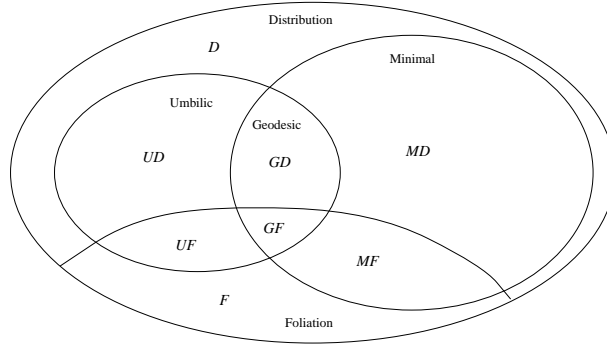 Distribution
D
Minimal
Umbilic
Geodesic
UD
GD
MD
UF
GF
MF
F
Foliation